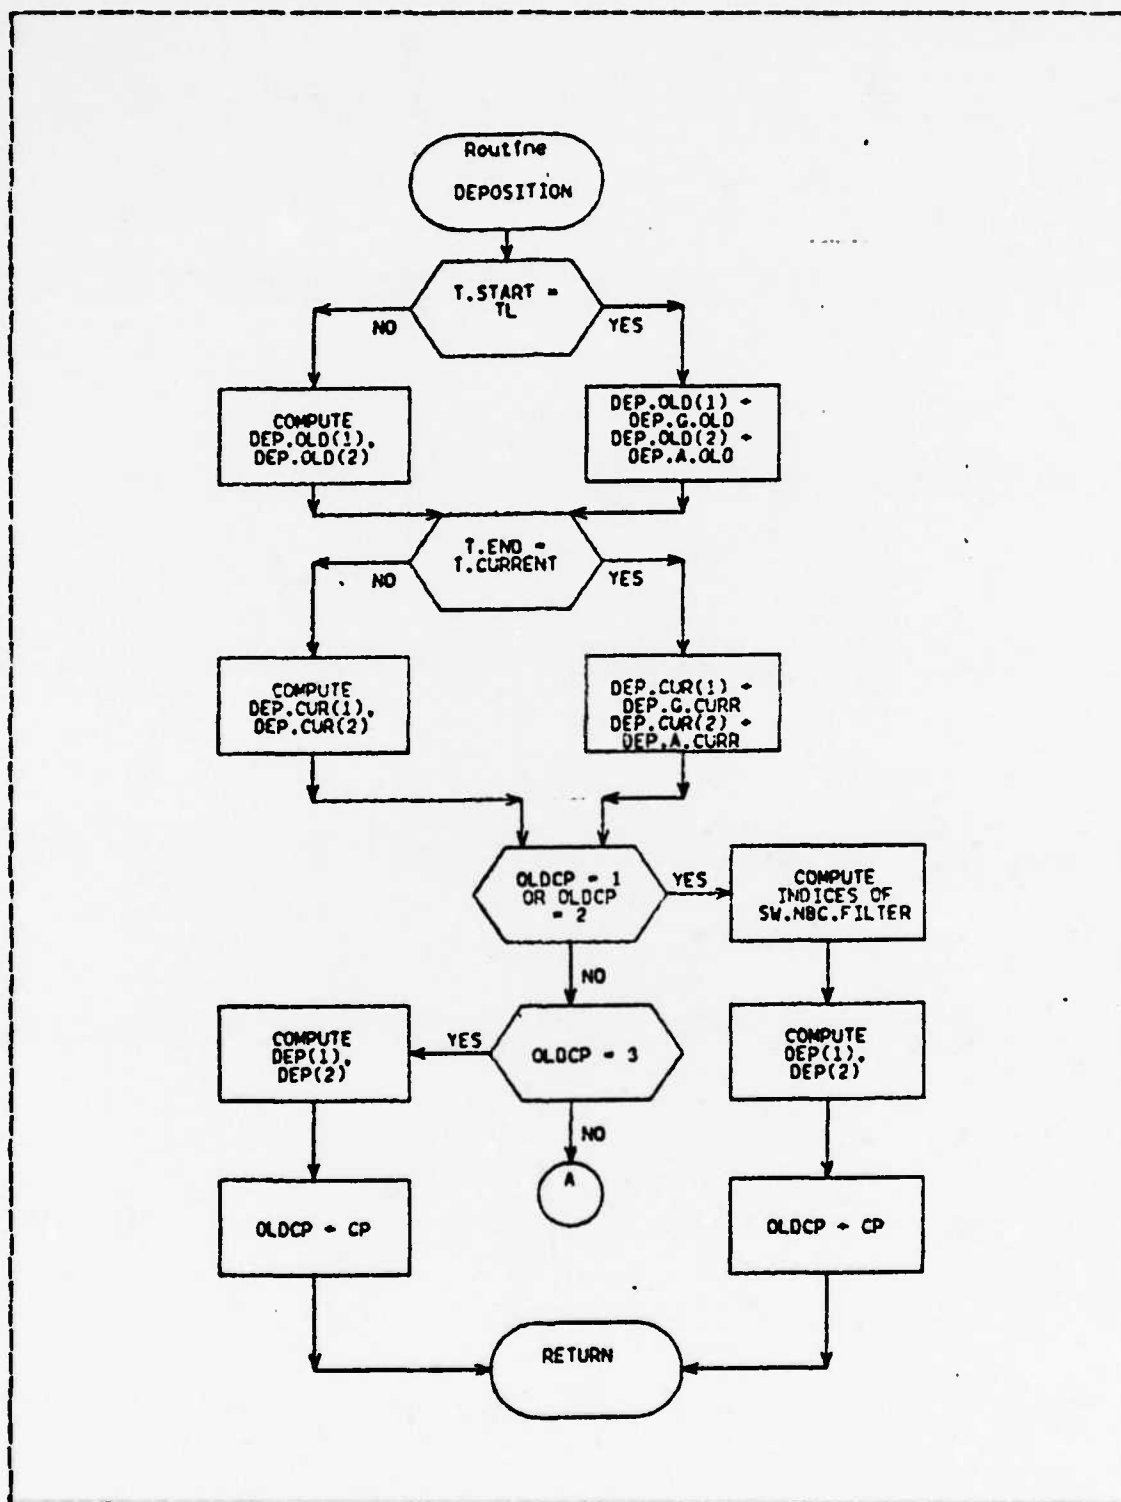 Routine
DEPOSITION
T.START =
TL
NO
YES
COMPUTE
DEP.OLD(1),
DEP.OLD(2)
DEP.OLD(1) =
DEP.G.OLD
DEP.OLD(2) =
DEP.A.OLD
T.END =
T.CURRENT
NO
YES
COMPUTE
DEP.CUR(1),
DEP.CUR(2)
DEP.CUR(1) =
DEP.G.CURR
DEP.CUR(2) =
DEP.A.CURR
OLDCP = 1
OR OLDCP
= 2
YES
COMPUTE
INDICES OF
SW.NBC.FILTER
NO
COMPUTE
DEP(1),
DEP(2)
YES
OLDCP = 3
COMPUTE
DEP(1),
DEP(2)
NO
A
OLDCP = CP
OLDCP = CP
RETURN